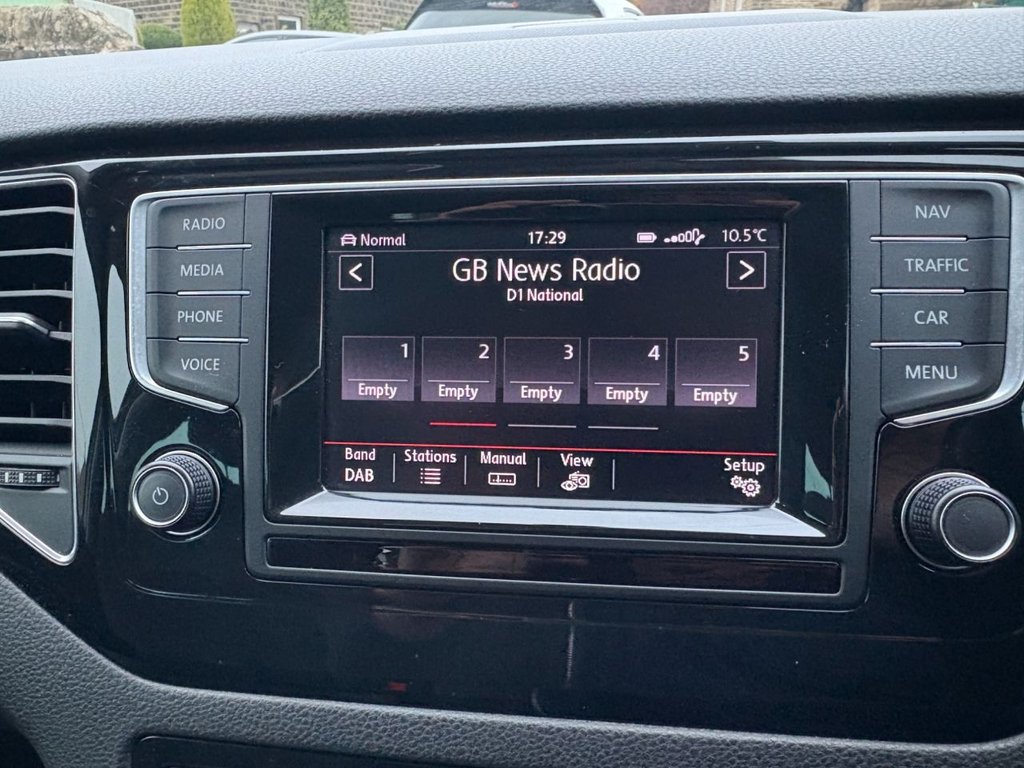 RADIO
MEDIA
PHONE
VOICE
Normal 17:29 10.5°C
< GB News Radio >
D1 National
1 2 3 4 5
Empty Empty Empty Empty Empty
Band Stations Manual View Setup
DAB
NAV
TRAFFIC
CAR
MENU